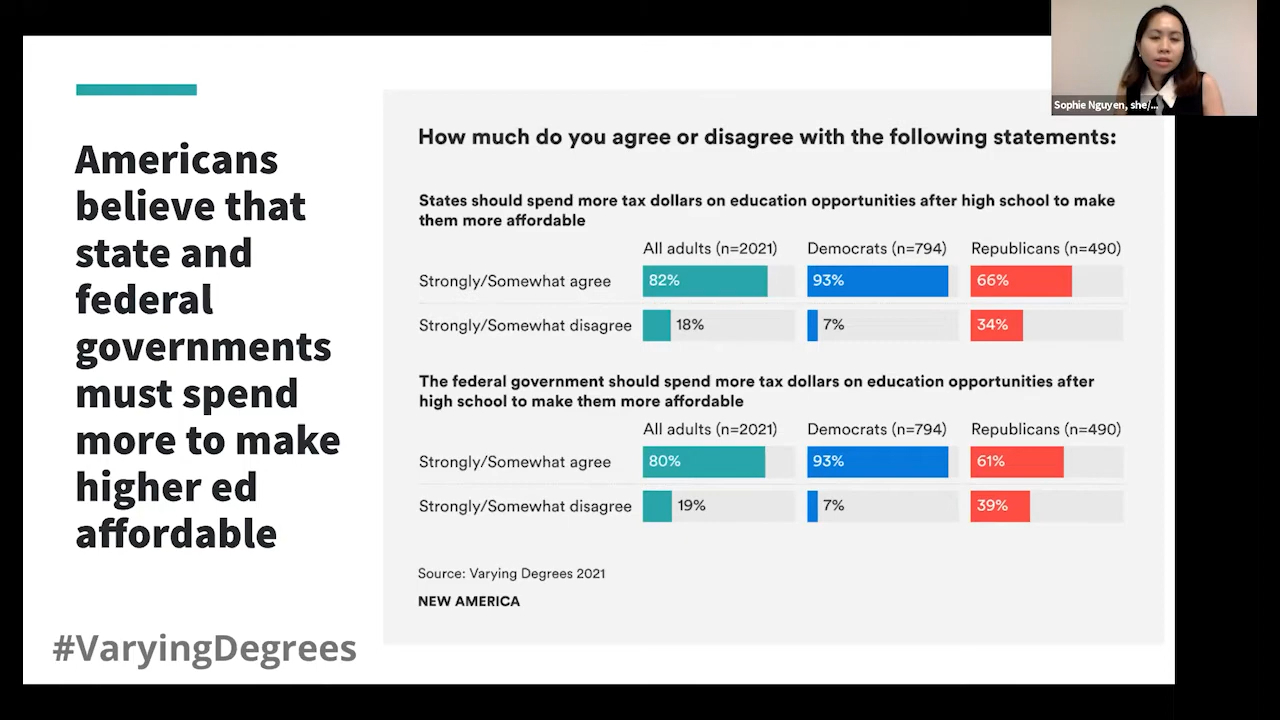 Sophie Nguyen, she/...
Americans
believe that
state and
federal
governments
must spend
more to make
higher ed
affordable
#VaryingDegrees
How much do you agree or disagree with the following statements:
States should spend more tax dollars on education opportunities after high school to make
them more affordable
All adults (n=2021) Democrats (n=794) Republicans (n=490)
Strongly/Somewhat agree 82% 93% 66%
Strongly/Somewhat disagree 18% 7% 34%
The federal government should spend more tax dollars on education opportunities after
high school to make them more affordable
All adults (n=2021) Democrats (n=794) Republicans (n=490)
Strongly/Somewhat agree 80% 93% 61%
Strongly/Somewhat disagree 19% 7% 39%
Source: Varying Degrees 2021
NEW AMERICA